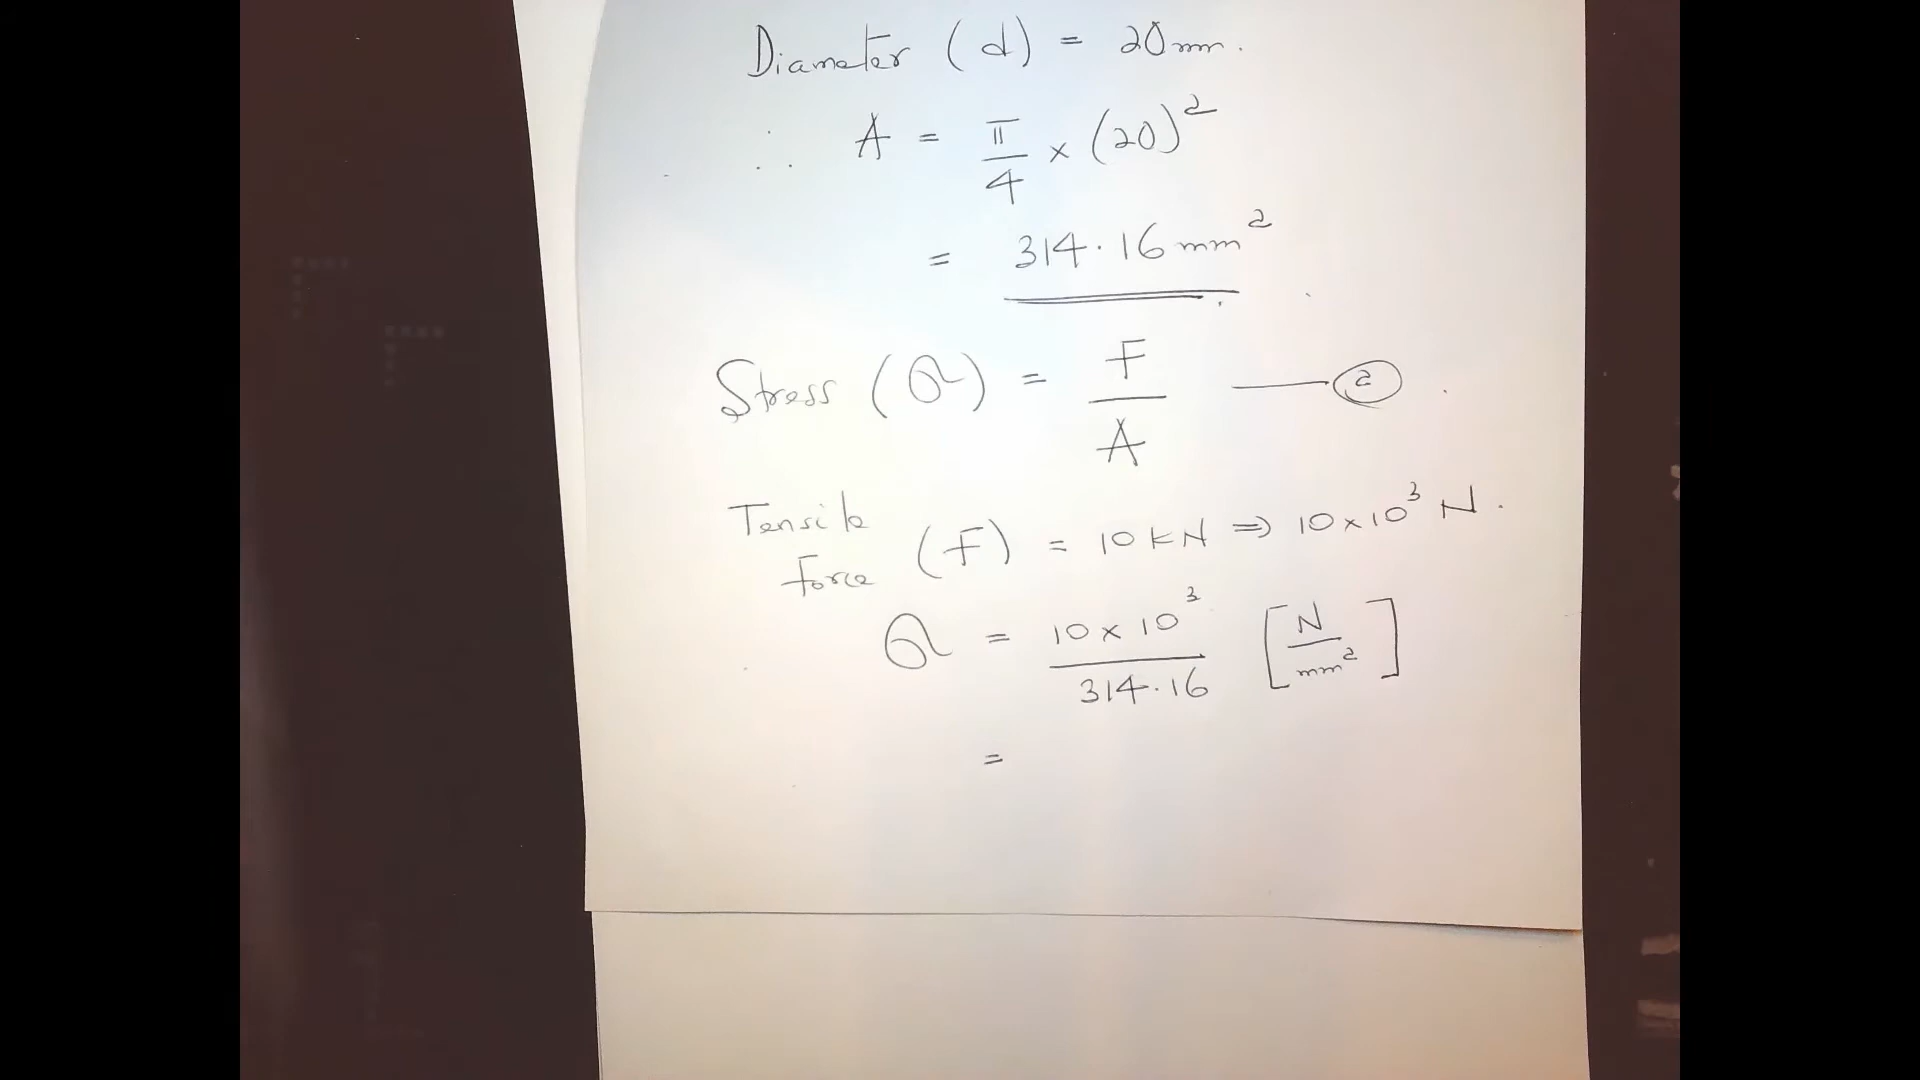 Diameter (d) = 20mm.
∴ A = π/4 × (20)²
= 314.16 mm²
Stress (σ) = F/A —— ②
Tensile Force (F) = 10 kN ⇒ 10×10³ N.
σ = 10 × 10³ / 314.16 [N/mm²]
=